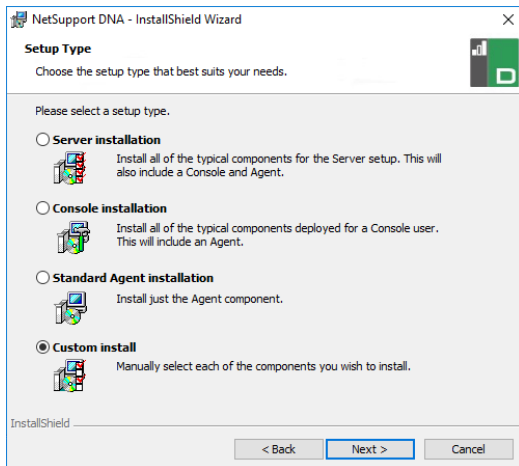 NetSupport DNA - InstallShield Wizard
Setup Type
Choose the setup type that best suits your needs.
D
Please select a setup type.
Server installation
Install all of the typical components for the Server setup. This will
also include a Console and Agent.
Console installation
Install all of the typical components deployed for a Console user.
This will include an Agent.
Standard Agent installation
Install just the Agent component.
Custom install
Manually select each of the components you wish to install.
InstallShield
< Back
Next >
Cancel